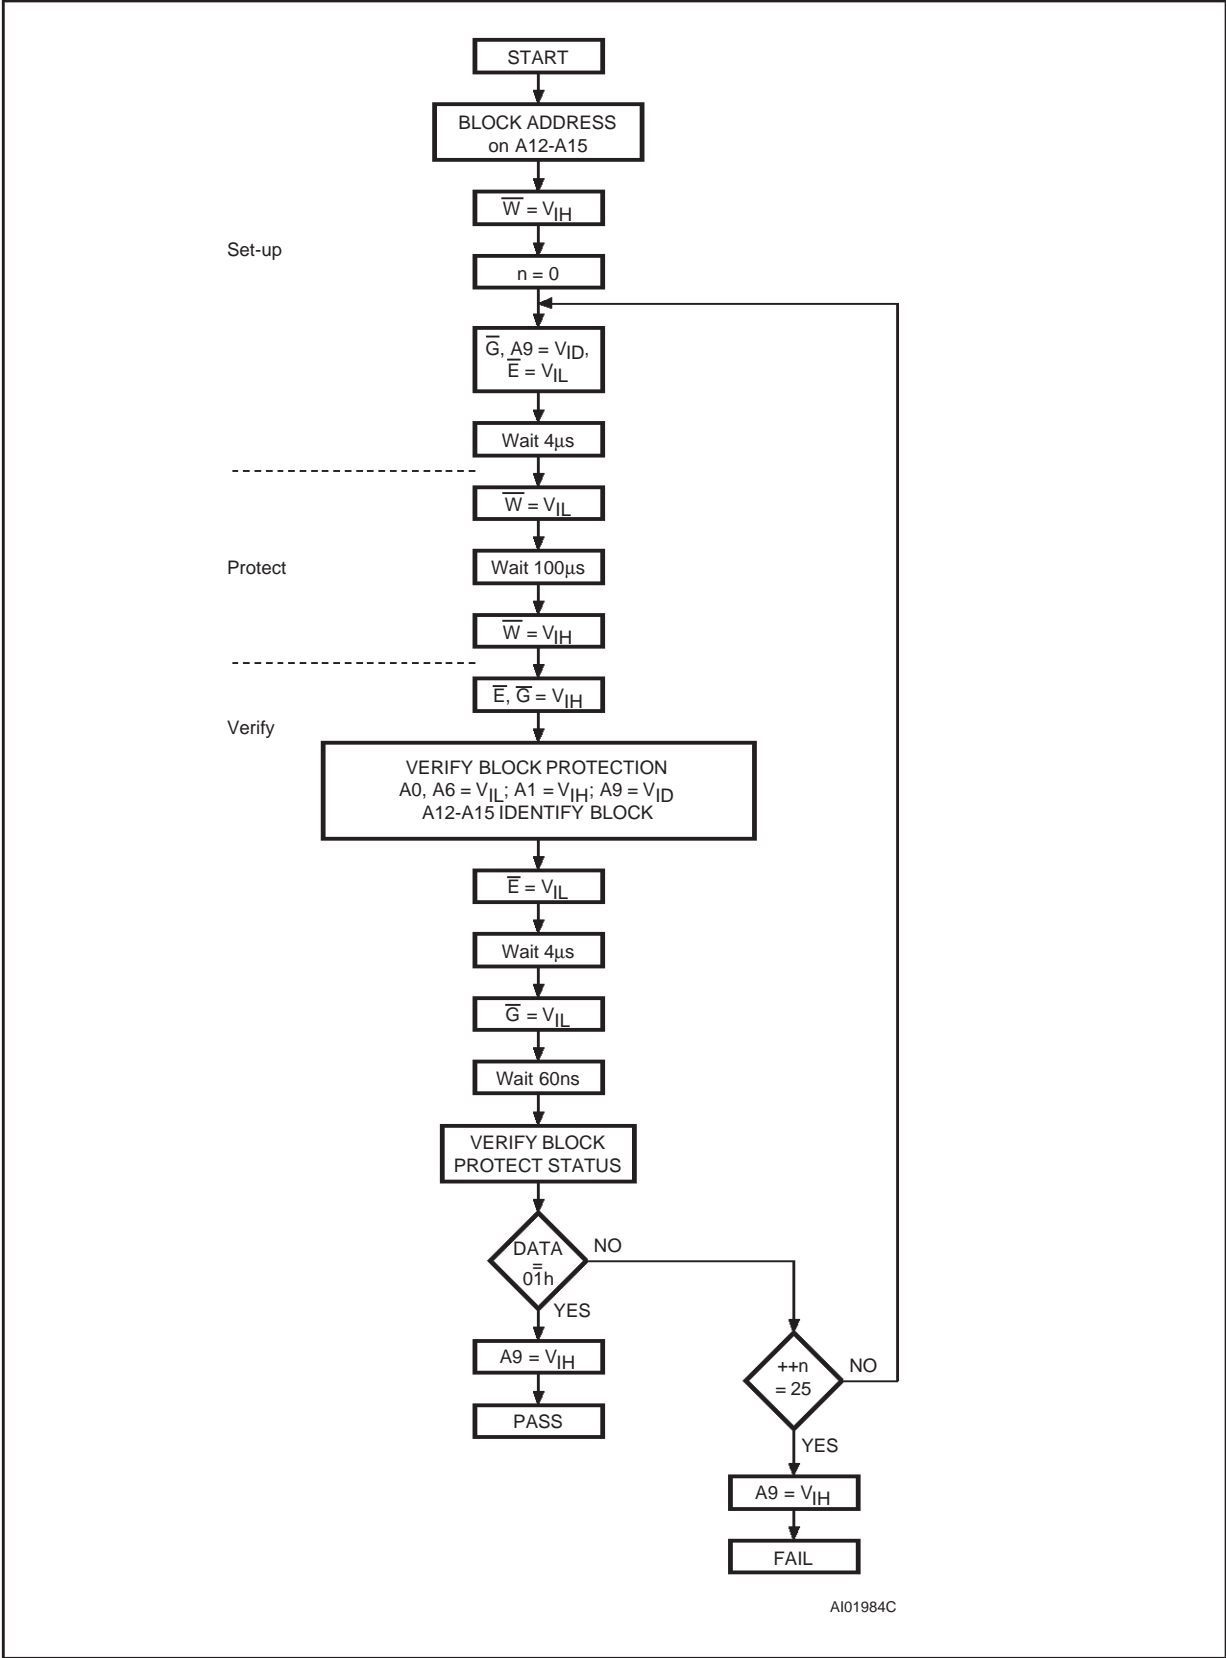 START
BLOCK ADDRESS
on A12-A15
W̅ = VIH
Set-up
n = 0
G̅, A9 = VID,
E̅ = VIL
Wait 4µs
W̅ = VIL
Protect
Wait 100µs
W̅ = VIH
E̅, G̅ = VIH
Verify
VERIFY BLOCK PROTECTION
A0, A6 = VIL; A1 = VIH; A9 = VID
A12-A15 IDENTIFY BLOCK
E̅ = VIL
Wait 4µs
G̅ = VIL
Wait 60ns
VERIFY BLOCK
PROTECT STATUS
DATA
=
01h
NO
YES
A9 = VIH
PASS
++n
= 25
NO
YES
A9 = VIH
FAIL
AI01984C